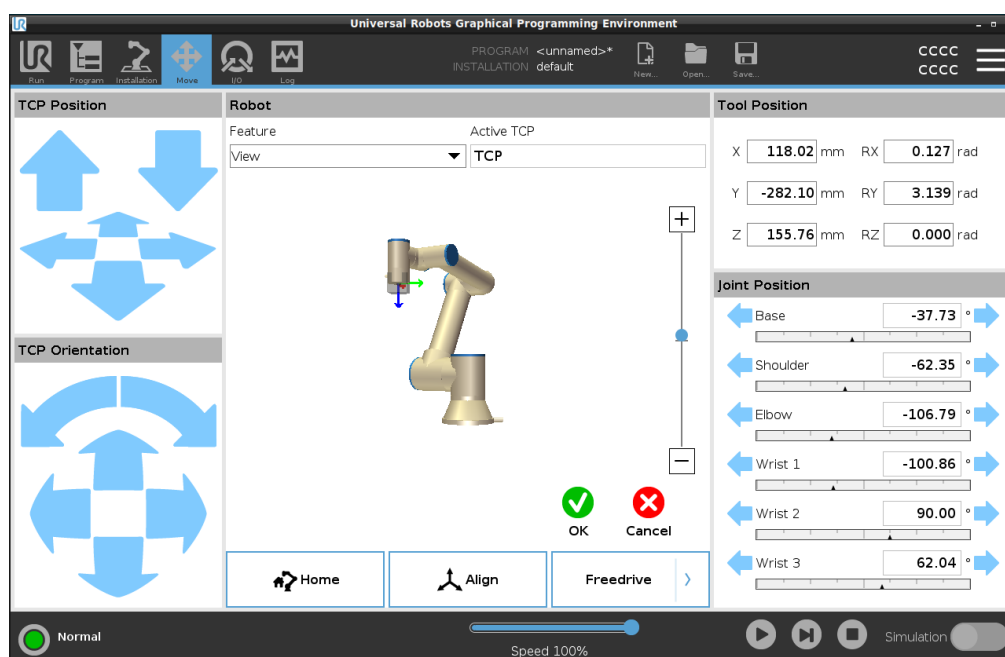 Universal Robots Graphical Programming Environment
UR
Run
Program
Installation
Move
I/O
Log
PROGRAM <unnamed>*
INSTALLATION default
New...
Open...
Save...
CCCC
CCCC
TCP Position
Robot
Tool Position
Feature
Active TCP
View
TCP
X 118.02 mm RX 0.127 rad
Y -282.10 mm RY 3.139 rad
Z 155.76 mm RZ 0.000 rad
Joint Position
Base -37.73 °
Shoulder -62.35 °
Elbow -106.79 °
Wrist 1 -100.86 °
Wrist 2 90.00 °
Wrist 3 62.04 °
TCP Orientation
OK
Cancel
Home
Align
Freedrive
Normal
Speed 100%
Simulation